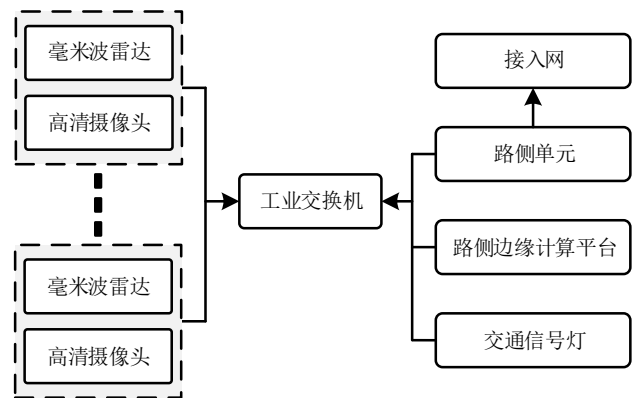 毫米波雷达
高清摄像头
毫米波雷达
高清摄像头
工业交换机
接入网
路侧单元
路侧边缘计算平台
交通信号灯